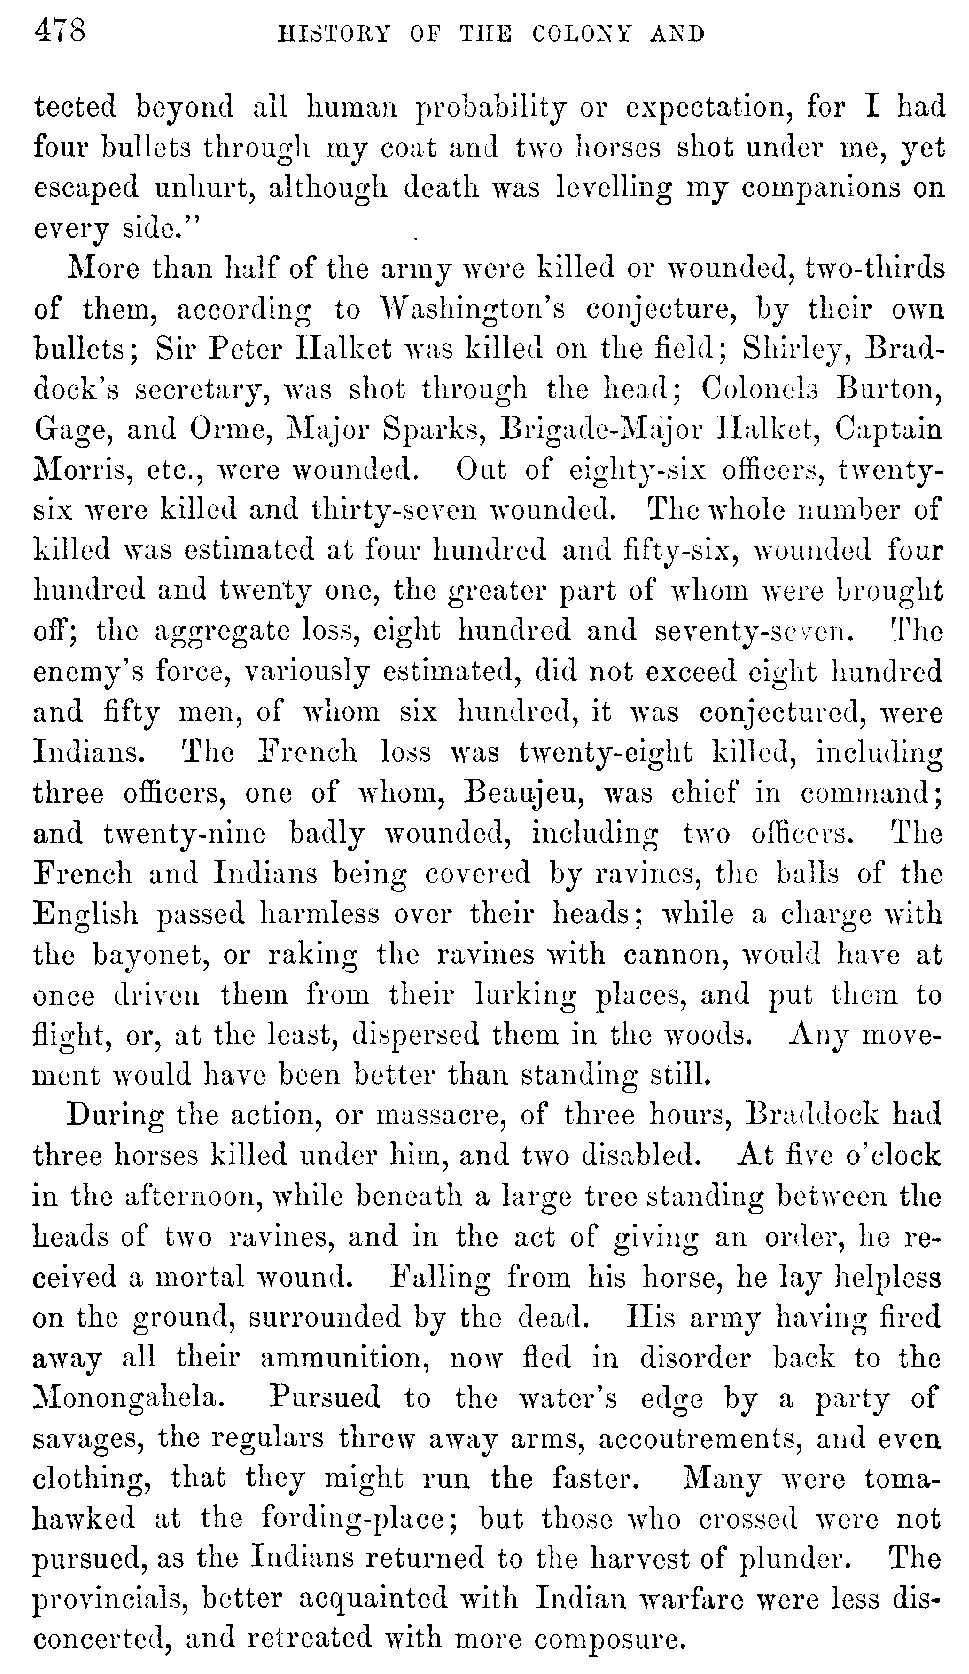 478 HISTORY OF THE COLONY AND
tected beyond all human probability or expectation, for I had
four bullets through my coat and two horses shot under me, yet
escaped unhurt, although death was levelling my companions on
every side."
More than half of the army were killed or wounded, two-thirds
of them, according to Washington's conjecture, by their own
bullets; Sir Peter Halket was killed on the field; Shirley, Brad-
dock's secretary, was shot through the head; Colonels Burton,
Gage, and Orme, Major Sparks, Brigade-Major Halket, Captain
Morris, etc., were wounded. Out of eighty-six officers, twenty-
six were killed and thirty-seven wounded. The whole number of
killed was estimated at four hundred and fifty-six, wounded four
hundred and twenty one, the greater part of whom were brought
off; the aggregate loss, eight hundred and seventy-seven. The
enemy's force, variously estimated, did not exceed eight hundred
and fifty men, of whom six hundred, it was conjectured, were
Indians. The French loss was twenty-eight killed, including
three officers, one of whom, Beaujeu, was chief in command;
and twenty-nine badly wounded, including two officers. The
French and Indians being covered by ravines, the balls of the
English passed harmless over their heads; while a charge with
the bayonet, or raking the ravines with cannon, would have at
once driven them from their lurking places, and put them to
flight, or, at the least, dispersed them in the woods. Any move-
ment would have been better than standing still.
During the action, or massacre, of three hours, Braddock had
three horses killed under him, and two disabled. At five o'clock
in the afternoon, while beneath a large tree standing between the
heads of two ravines, and in the act of giving an order, he re-
ceived a mortal wound. Falling from his horse, he lay helpless
on the ground, surrounded by the dead. His army having fired
away all their ammunition, now fled in disorder back to the
Monongahela. Pursued to the water's edge by a party of
savages, the regulars threw away arms, accoutrements, and even
clothing, that they might run the faster. Many were toma-
hawked at the fording-place; but those who crossed were not
pursued, as the Indians returned to the harvest of plunder. The
provincials, better acquainted with Indian warfare were less dis-
concerted, and retreated with more composure.